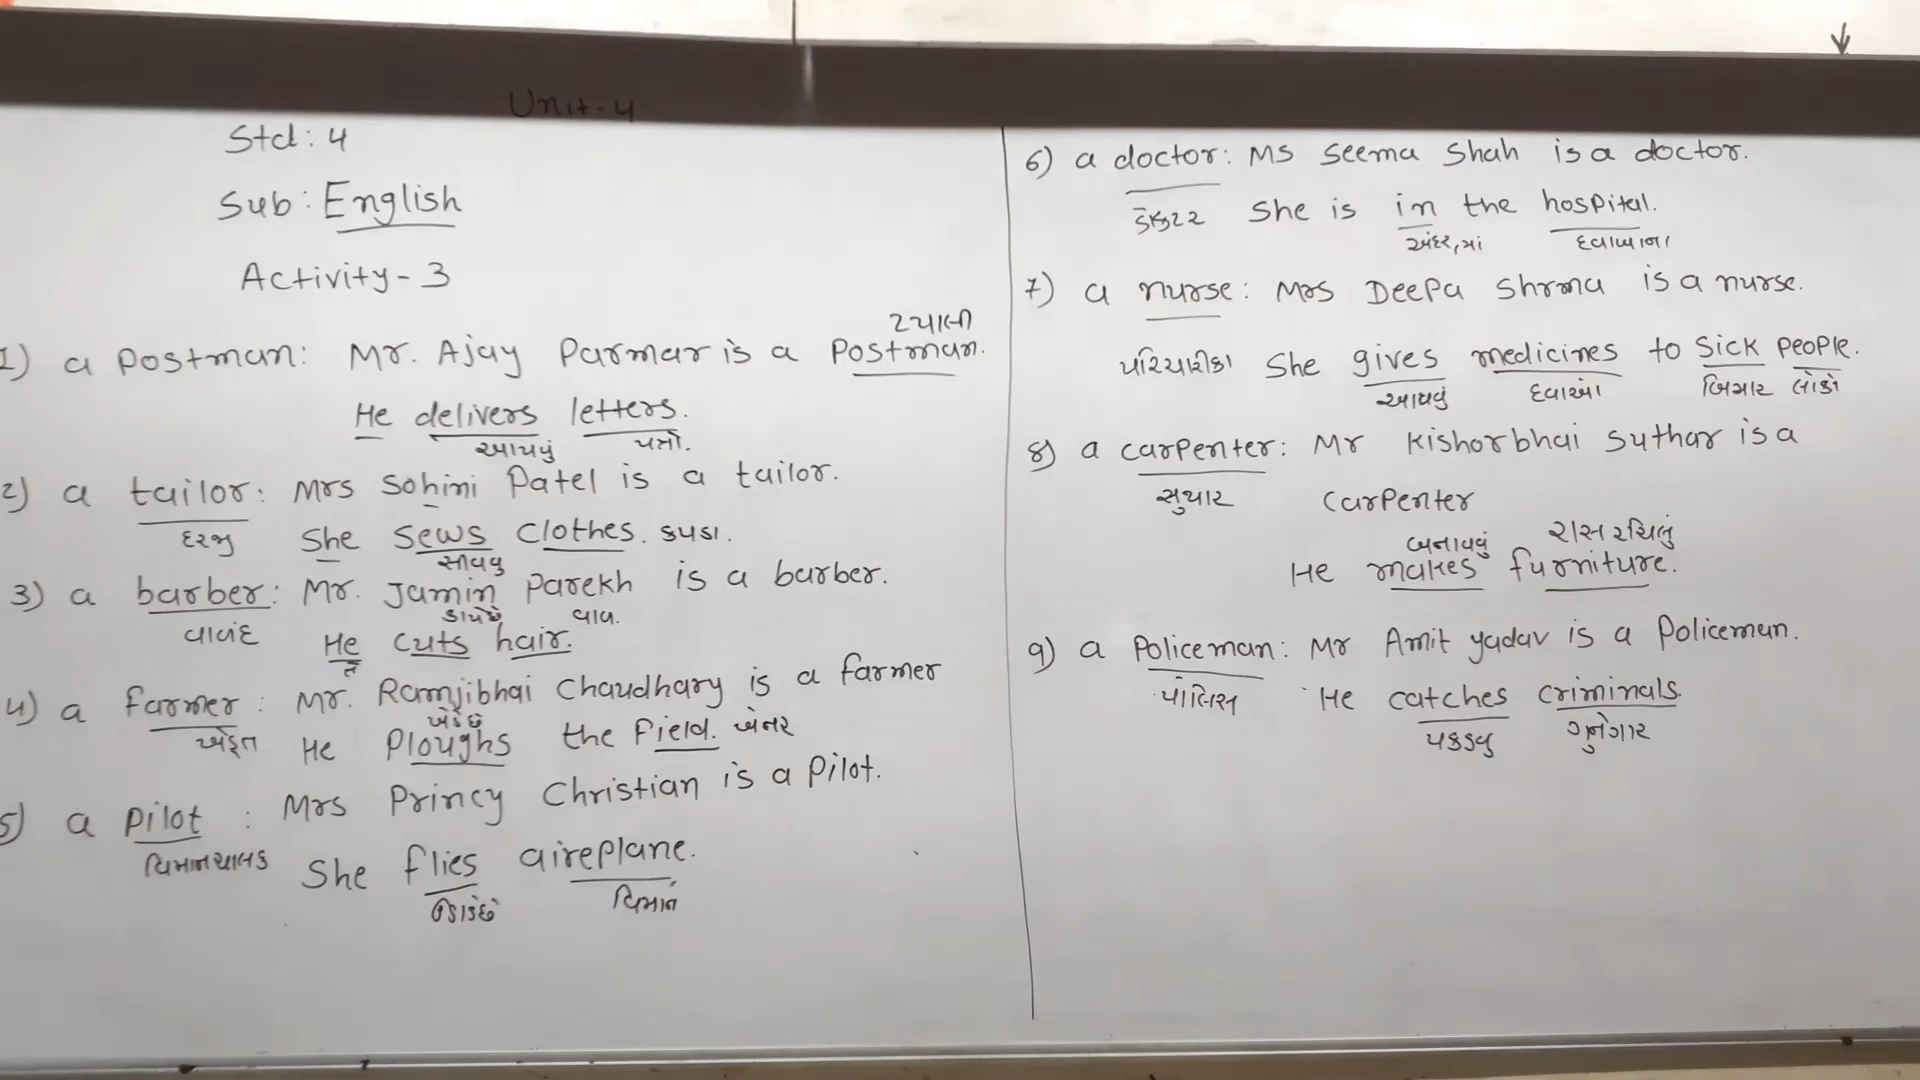 Unit-4
Std: 4
Sub: English
Activity-3
ટપાલી
1) a Postman: Mr. Ajay Parmar is a Postman.
He delivers letters.
આપવું પત્રો.
2) a tailor: Mrs Sohini Patel is a tailor.
દરજી She Sews Clothes. કપડા.
સીવવુ
3) a barber: Mr. Jamin Parekh is a barber.
કાપેછે વાળ.
વાળંદ He cuts hair.
તે
4) a farmer: Mr. Ramjibhai Chaudhary is a farmer
ખેડેછે
ખેડૂત He Ploughs the Field. ખેતર
5) a Pilot: Mrs Princy Christian is a Pilot.
વિમાનચાલક She flies aireplane.
ઉડાડેછે વિમાન
6) a doctor: Ms Seema Shah is a doctor.
ડૉક્ટર She is in the hospital.
અંદર,માં દવાખાના
7) a nurse: Mrs Deepa Shrma is a nurse.
પરિચારીકા She gives medicines to Sick People.
આપવું દવાઓ બિમાર લોકો
8) a carpenter: Mr Kishorbhai Suthar is a
સુથાર Carpenter
બનાવવું રાચરચિલું
He makes furniture.
9) a Policeman: Mr Amit yadav is a Policeman.
પોલિસ He catches criminals.
પકડવુ ગુનેગાર